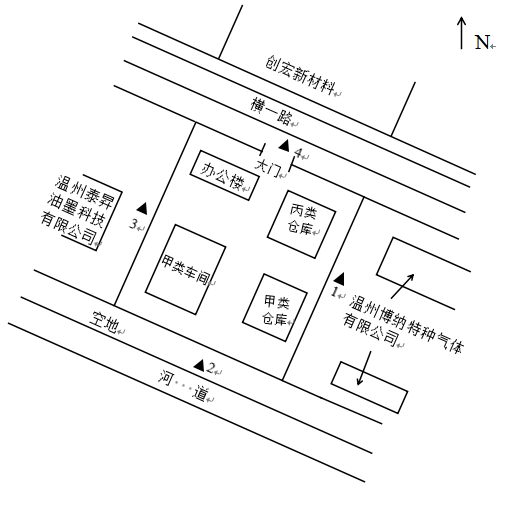 N
创宏新材料
横一路
4
大门
办公楼
丙类
仓库
温州泰昇
油墨科技
有限公司
3
甲类车间
甲类
仓库
1
温州博纳特种气体
有限公司
空地
2
河…道